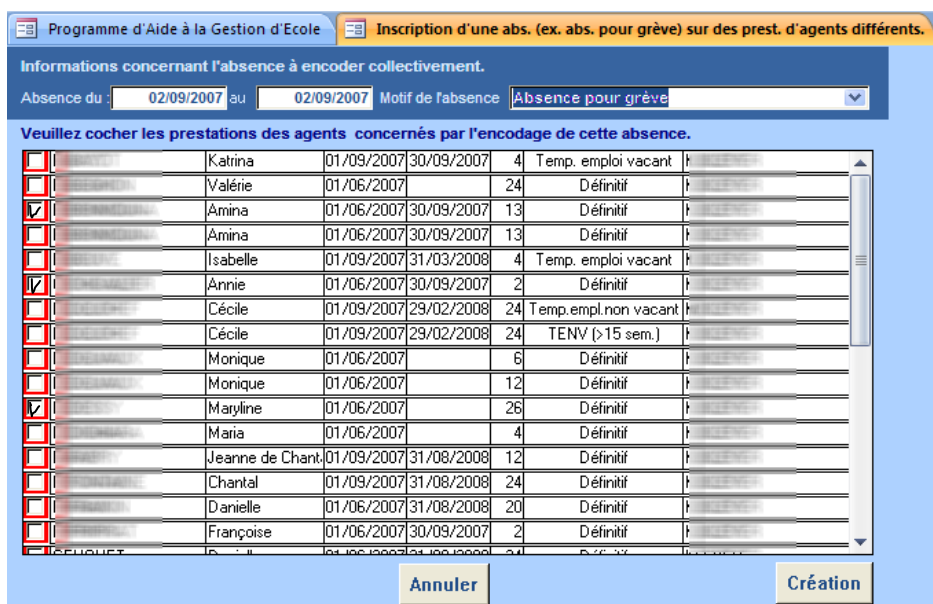 Programme d'Aide à la Gestion d'Ecole Inscription d'une abs. (ex. abs. pour grève) sur des prest. d'agents différents.
Informations concernant l'absence à encoder collectivement.
Absence du : 02/09/2007 au 02/09/2007 Motif de l'absence Absence pour grève
Veuillez cocher les prestations des agents concernés par l'encodage de cette absence.
Katrina 01/09/2007 30/09/2007 4 Temp. emploi vacant
Valérie 01/06/2007 24 Définitif
Amina 01/06/2007 30/09/2007 13 Définitif
Amina 01/06/2007 30/09/2007 13 Définitif
Isabelle 01/09/2007 31/03/2008 4 Temp. emploi vacant
Annie 01/06/2007 30/09/2007 2 Définitif
Cécile 01/09/2007 29/02/2008 24 Temp.empl.non vacant
Cécile 01/09/2007 29/02/2008 24 TENV (>15 sem.)
Monique 01/06/2007 6 Définitif
Monique 01/06/2007 12 Définitif
Maryline 01/06/2007 26 Définitif
Maria 01/06/2007 4 Définitif
Jeanne de Chant 01/09/2007 31/08/2008 12 Définitif
Chantal 01/06/2007 31/08/2008 24 Définitif
Danielle 01/06/2007 31/08/2008 20 Définitif
Françoise 01/06/2007 30/09/2007 2 Définitif
Annuler Création